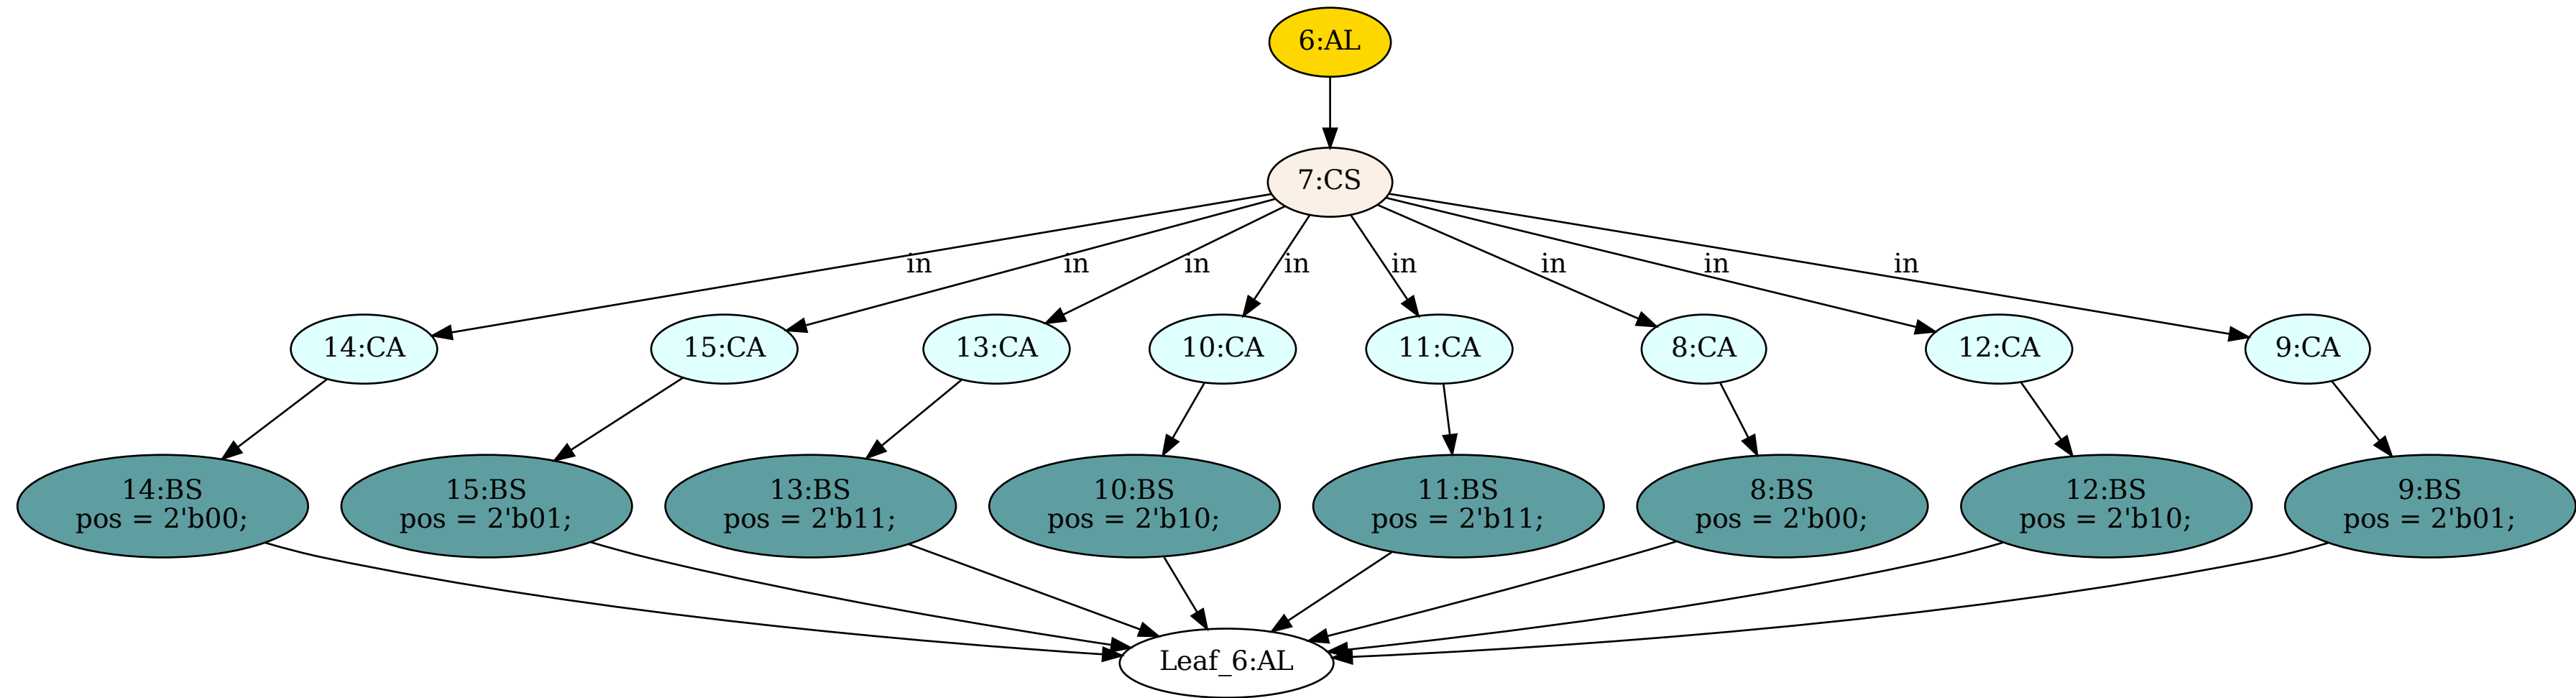 6:AL
7:CS
in
in
in
in
in
in
in
in
14:CA
15:CA
13:CA
10:CA
11:CA
8:CA
12:CA
9:CA
14:BS
pos = 2'b00;
15:BS
pos = 2'b01;
13:BS
pos = 2'b11;
10:BS
pos = 2'b10;
11:BS
pos = 2'b11;
8:BS
pos = 2'b00;
12:BS
pos = 2'b10;
9:BS
pos = 2'b01;
Leaf_6:AL